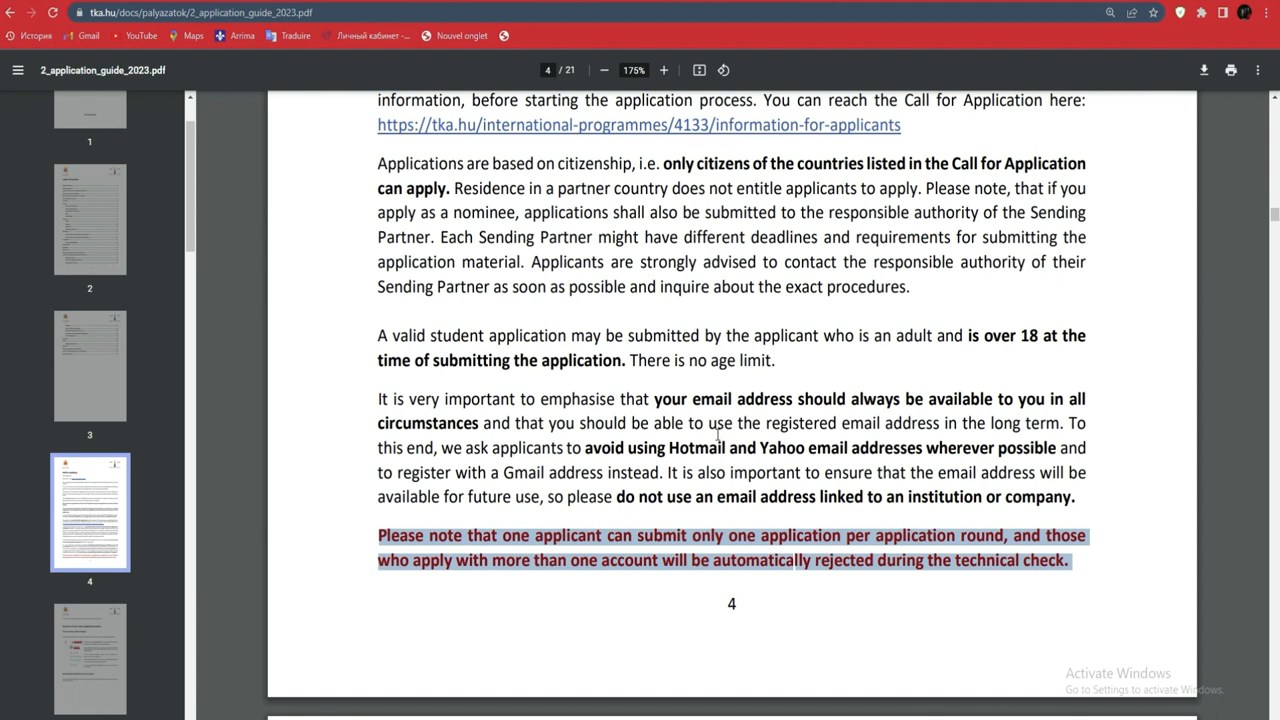 tka.hu/docs/palyazatok/2_application_guide_2023.pdf
История Gmail YouTube Maps Arrima Traduire Личный кабинет -... Nouvel onglet
2_application_guide_2023.pdf 4 / 21 175%
information, before starting the application process. You can reach the Call for Application here:
https://tka.hu/international-programmes/4133/information-for-applicants
1
Applications are based on citizenship, i.e. only citizens of the countries listed in the Call for Application
can apply. Residence in a partner country does not entitle applicants to apply. Please note, that if you
apply as a nominee, applications shall also be submitted to the responsible authority of the Sending
Partner. Each Sending Partner might have different deadlines and requirements for submitting the
application material. Applicants are strongly advised to contact the responsible authority of their
Sending Partner as soon as possible and inquire about the exact procedures.
2
A valid student application may be submitted by the applicant who is an adult and is over 18 at the
time of submitting the application. There is no age limit.
It is very important to emphasise that your email address should always be available to you in all
circumstances and that you should be able to use the registered email address in the long term. To
3
this end, we ask applicants to avoid using Hotmail and Yahoo email addresses wherever possible and
to register with a Gmail address instead. It is also important to ensure that the email address will be
available for future use, so please do not use an email address linked to an institution or company.
Please note that one applicant can submit only one application per application round, and those
who apply with more than one account will be automatically rejected during the technical check.
4
4
Activate Windows
Go to Settings to activate Windows.